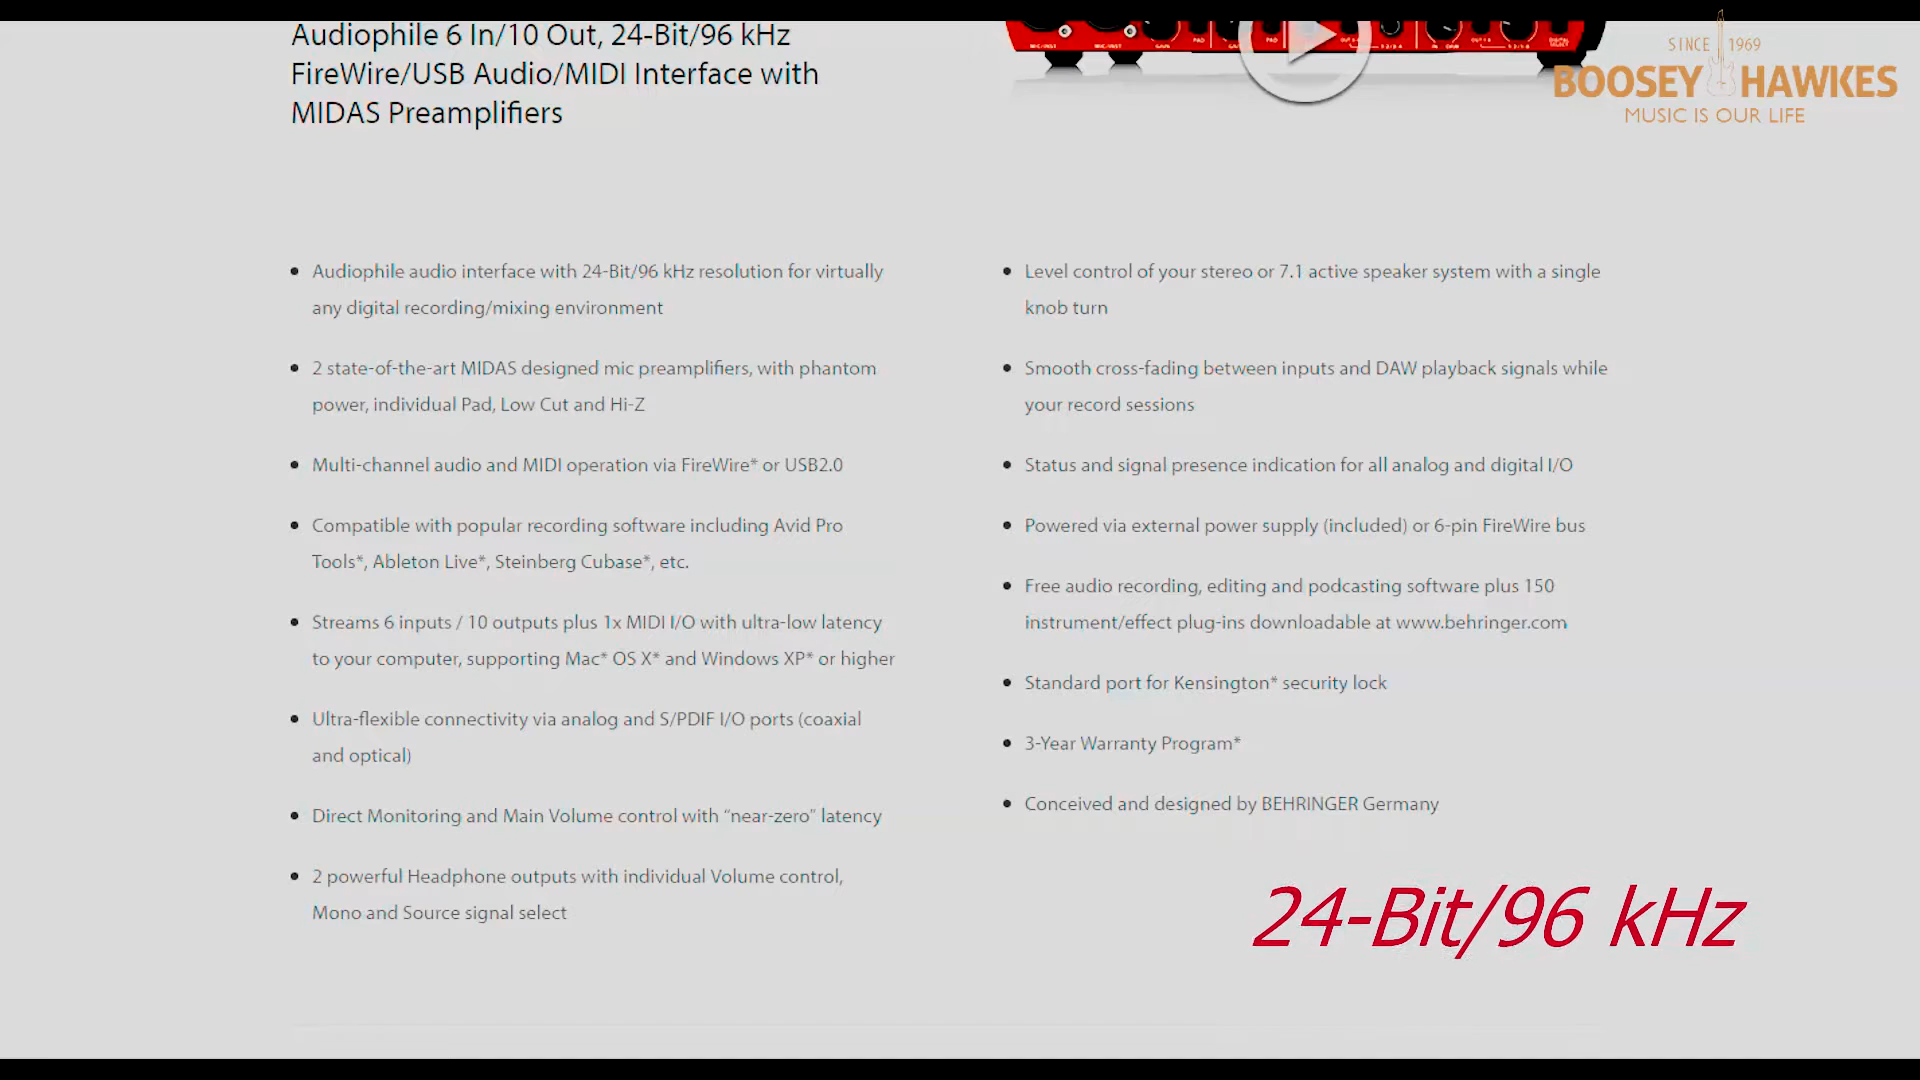 Audiophile 6 In/10 Out, 24-Bit/96 kHz
FireWire/USB Audio/MIDI Interface with
MIDAS Preamplifiers
SINCE 1969
BOOSEY HAWKES
MUSIC IS OUR LIFE
MIC/INST
MIC/INST
GAIN
PAD
PAD
• Audiophile audio interface with 24-Bit/96 kHz resolution for virtually
any digital recording/mixing environment
• 2 state-of-the-art MIDAS designed mic preamplifiers, with phantom
power, individual Pad, Low Cut and Hi-Z
• Multi-channel audio and MIDI operation via FireWire* or USB2.0
• Compatible with popular recording software including Avid Pro
Tools*, Ableton Live*, Steinberg Cubase*, etc.
• Streams 6 inputs / 10 outputs plus 1x MIDI I/O with ultra-low latency
to your computer, supporting Mac* OS X* and Windows XP* or higher
• Ultra-flexible connectivity via analog and S/PDIF I/O ports (coaxial
and optical)
• Direct Monitoring and Main Volume control with “near-zero” latency
• 2 powerful Headphone outputs with individual Volume control,
Mono and Source signal select
• Level control of your stereo or 7.1 active speaker system with a single
knob turn
• Smooth cross-fading between inputs and DAW playback signals while
your record sessions
• Status and signal presence indication for all analog and digital I/O
• Powered via external power supply (included) or 6-pin FireWire bus
• Free audio recording, editing and podcasting software plus 150
instrument/effect plug-ins downloadable at www.behringer.com
• Standard port for Kensington* security lock
• 3-Year Warranty Program*
• Conceived and designed by BEHRINGER Germany
24-Bit/96 kHz